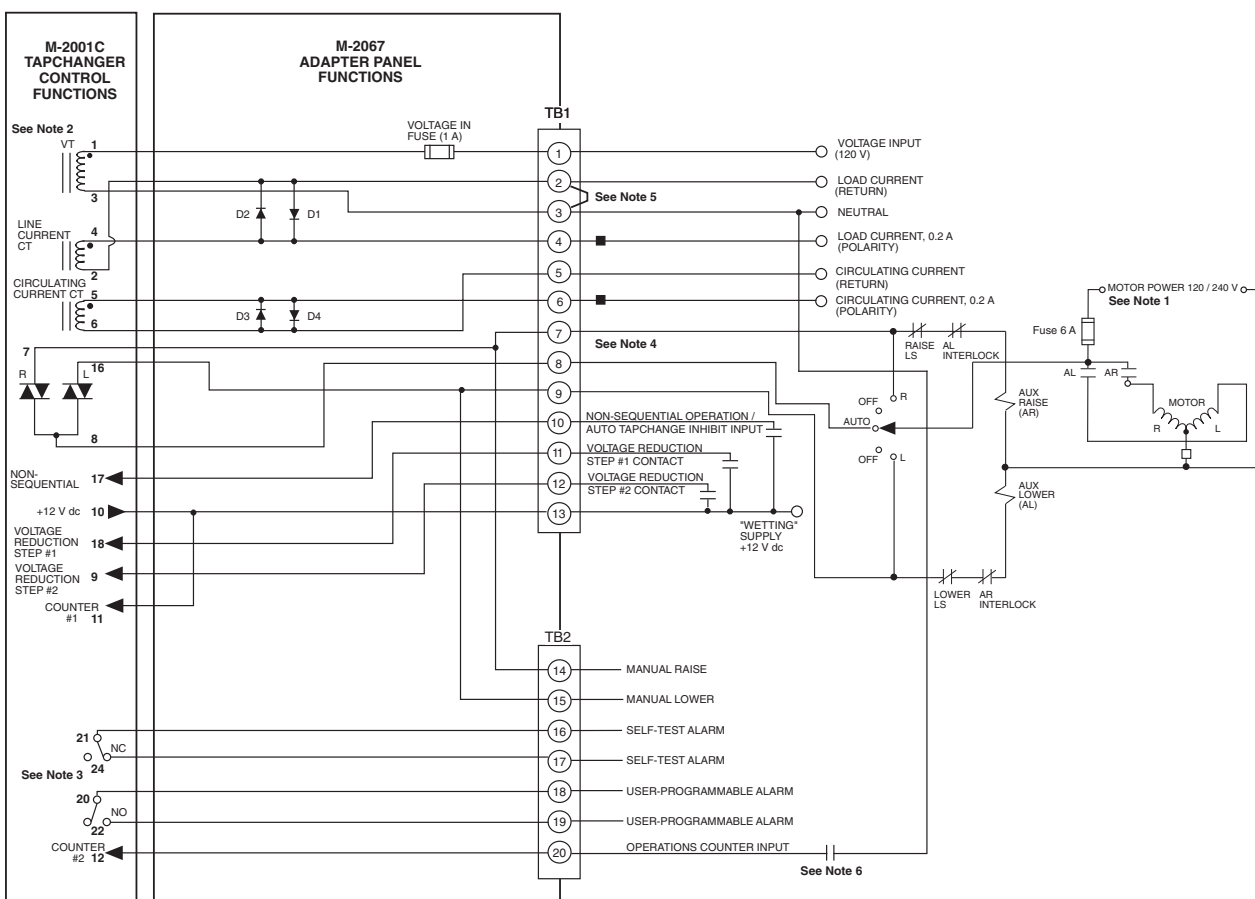 M-2001C
TAPCHANGER
CONTROL
FUNCTIONS
M-2067
ADAPTER PANEL
FUNCTIONS
See Note 2
VT
1
3
LINE
CURRENT
CT
4
2
CIRCULATING
CURRENT CT
5
6
7
R
L
16
8
NON-
SEQUENTIAL
17
+12 V dc
10
VOLTAGE
REDUCTION
STEP #1
18
VOLTAGE
REDUCTION
STEP #2
9
COUNTER
#1
11
21
NC
24
See Note 3
20
NO
22
COUNTER
#2
12
VOLTAGE IN
FUSE (1 A)
D2
D1
D3
D4
TB1
1
2
3
4
5
6
7
8
9
10
11
12
13
TB2
14
15
16
17
18
19
20
VOLTAGE INPUT
(120 V)
LOAD CURRENT
(RETURN)
See Note 5
NEUTRAL
LOAD CURRENT, 0.2 A
(POLARITY)
CIRCULATING CURRENT
(RETURN)
CIRCULATING CURRENT, 0.2 A
(POLARITY)
See Note 4
NON-SEQUENTIAL OPERATION /
AUTO TAPCHANGE INHIBIT INPUT
VOLTAGE REDUCTION
STEP #1 CONTACT
VOLTAGE REDUCTION
STEP #2 CONTACT
"WETTING"
SUPPLY
+12 V dc
RAISE
LS
AL
INTERLOCK
OFF
R
AUTO
OFF
L
AUX
RAISE
(AR)
AUX
LOWER
(AL)
LOWER
LS
AR
INTERLOCK
MOTOR POWER 120 / 240 V
See Note 1
Fuse 6 A
AL
AR
MOTOR
R
L
MANUAL RAISE
MANUAL LOWER
SELF-TEST ALARM
SELF-TEST ALARM
USER-PROGRAMMABLE ALARM
USER-PROGRAMMABLE ALARM
OPERATIONS COUNTER INPUT
See Note 6